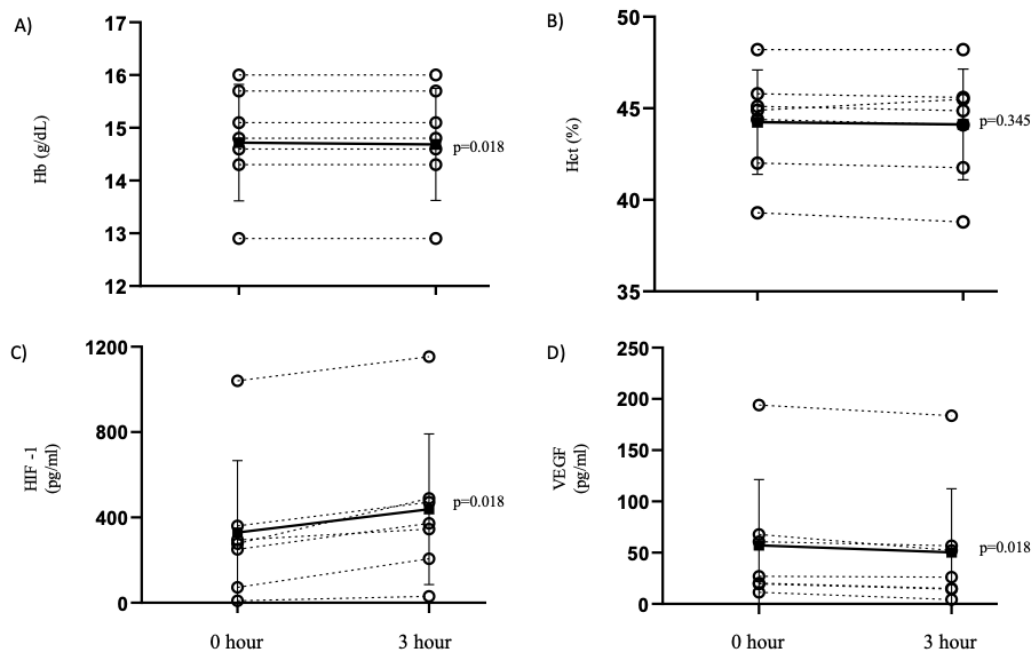 A)
Hb (g/dL)
17
16
15
14
13
12
p=0.018
B)
Hct (%)
50
45
40
35
p=0.345
C)
HIF -1
(pg/ml)
1200
800
400
0
p=0.018
0 hour 3 hour
D)
VEGF
(pg/ml)
250
200
150
100
50
0
p=0.018
0 hour 3 hour